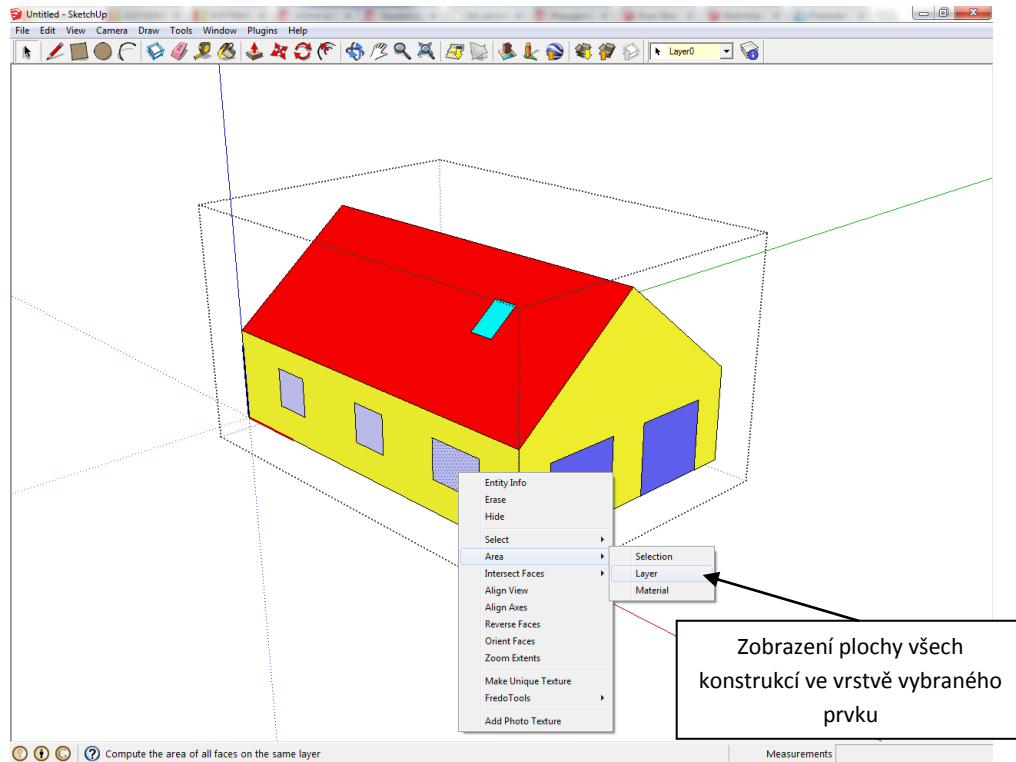 Untitled - SketchUp
File Edit View Camera Draw Tools Window Plugins Help
Layer0
Entity Info
Erase
Hide
Select
Area
Selection
Intersect Faces
Layer
Align View
Material
Align Axes
Reverse Faces
Orient Faces
Zoom Extents
Make Unique Texture
FredoTools
Add Photo Texture
Zobrazení plochy všech
konstrukcí ve vrstvě vybraného
prvku
Compute the area of all faces on the same layer
Measurements